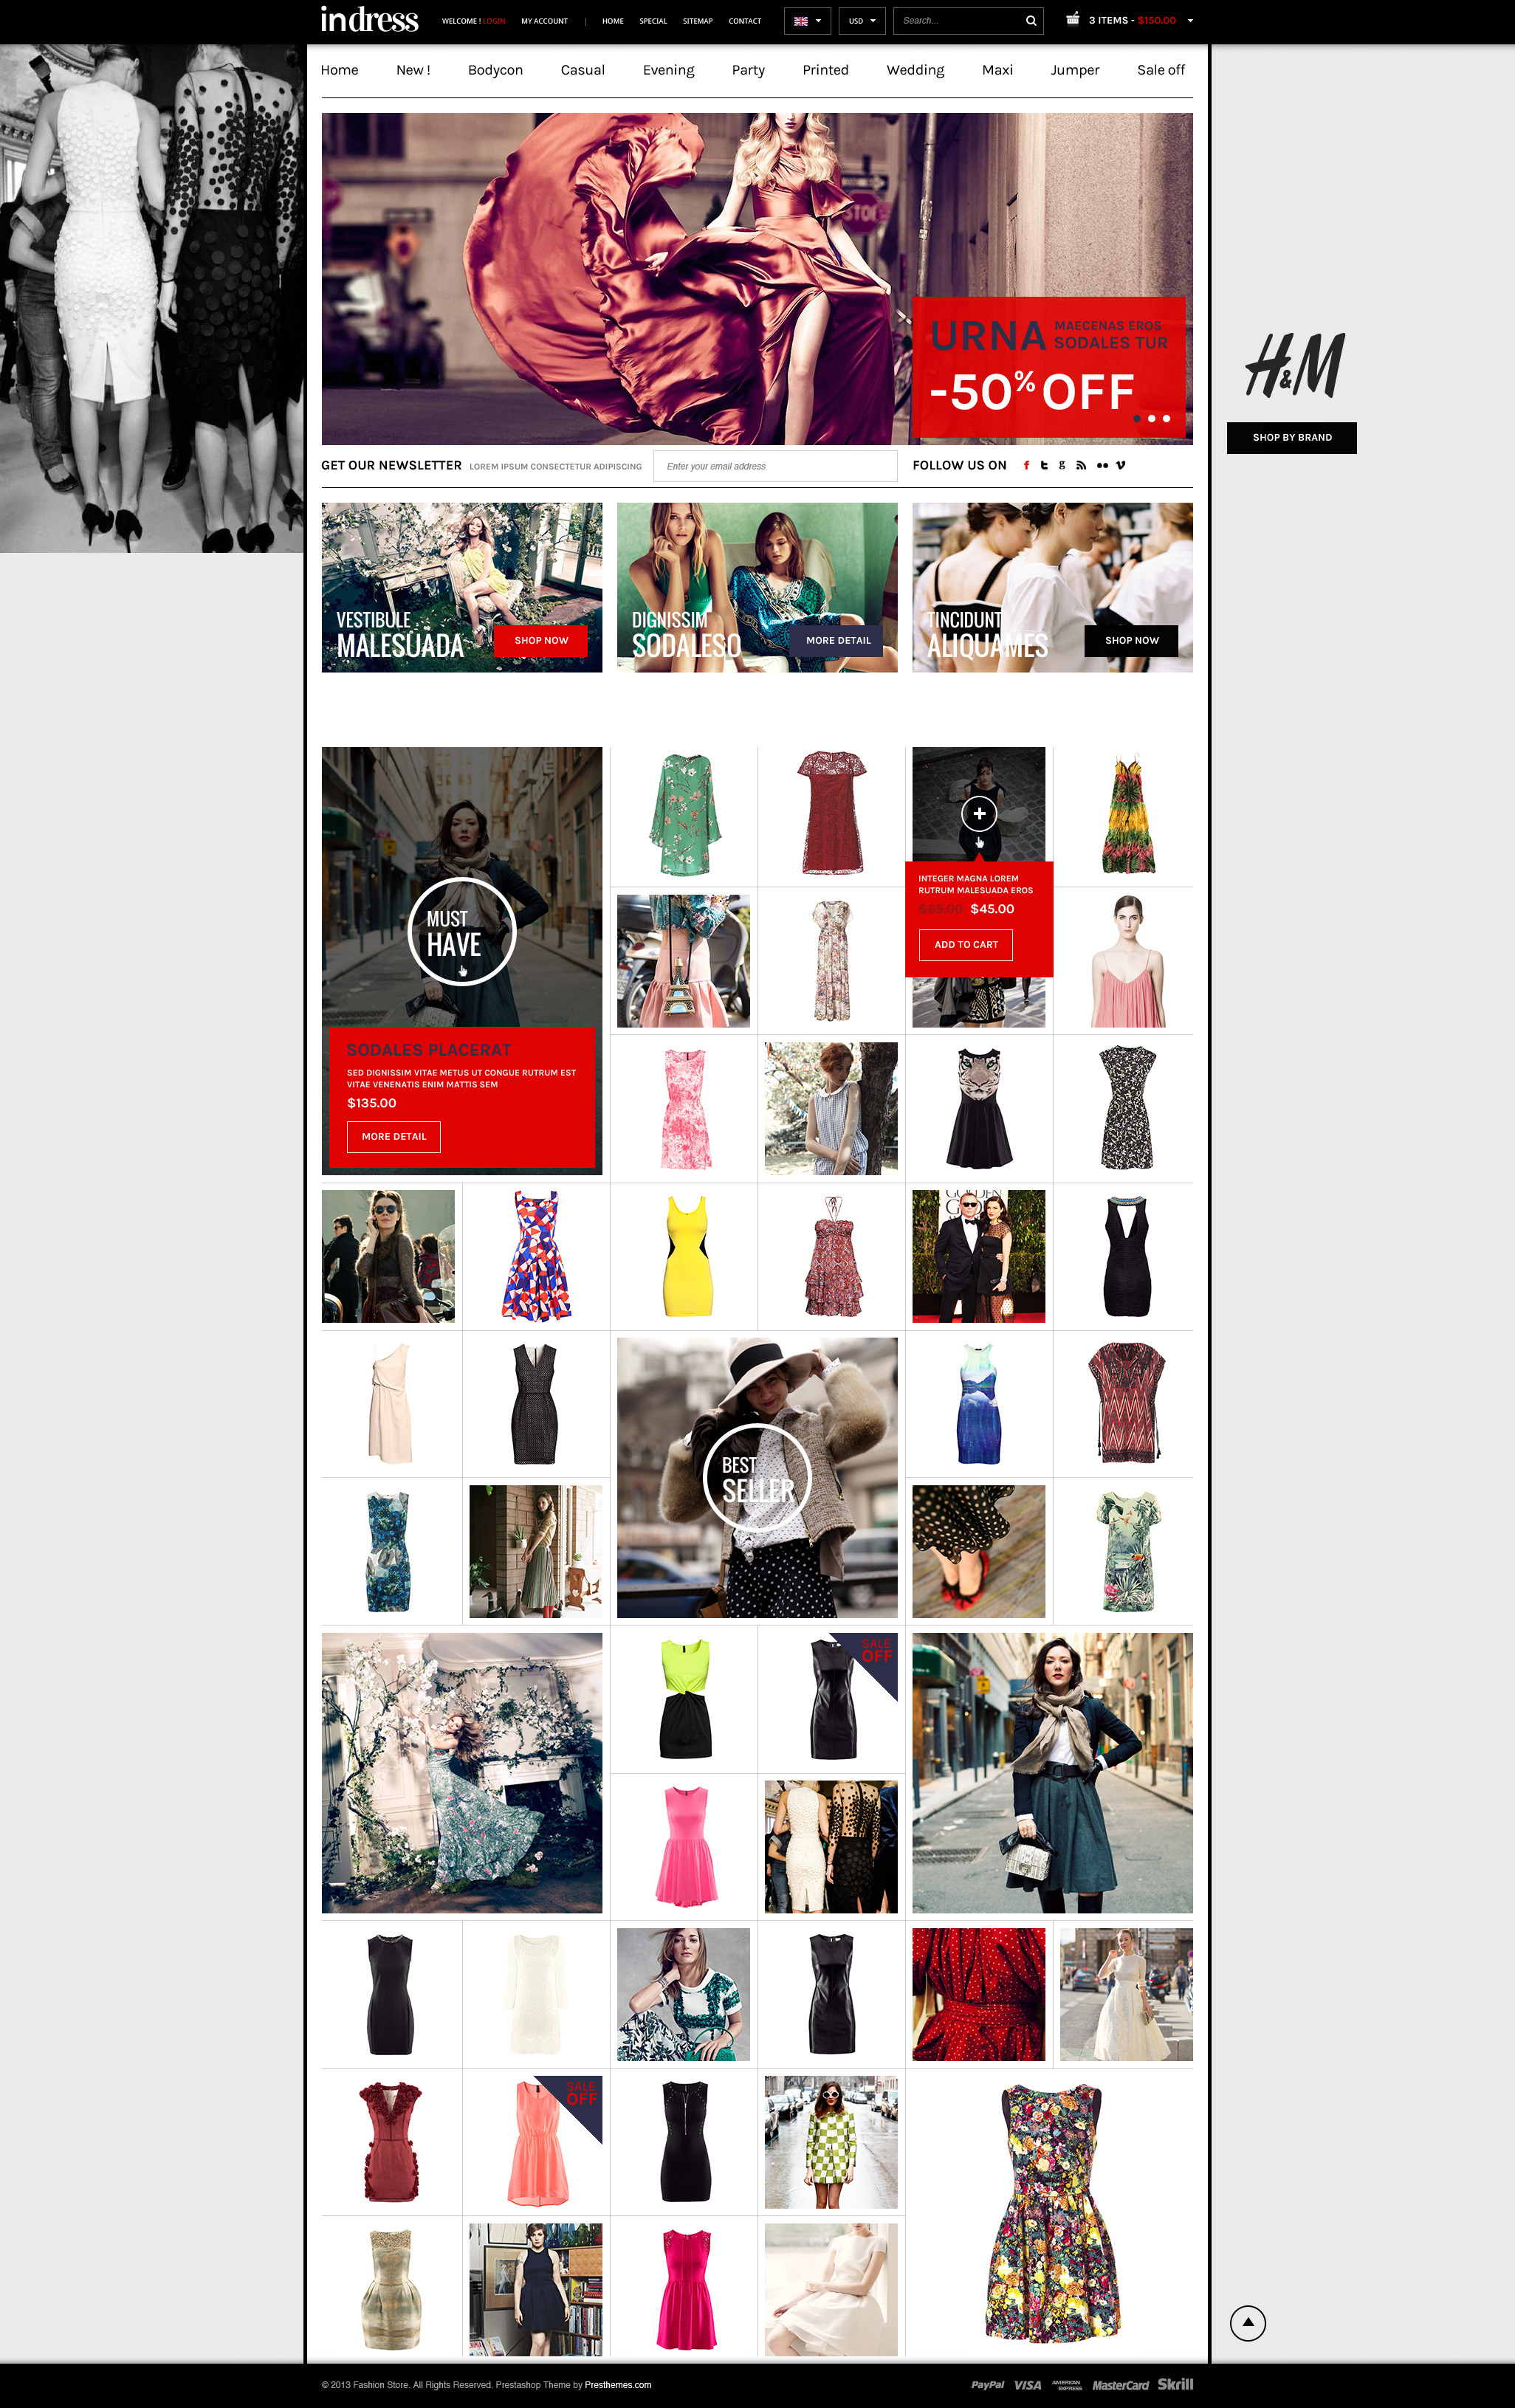 indress
WELCOME ! LOGIN MY ACCOUNT | HOME SPECIAL SITEMAP CONTACT
USD
Search...
3 ITEMS - $150.00
Home New ! Bodycon Casual Evening Party Printed Wedding Maxi Jumper Sale off
STOP
URNA MAECENAS EROS
SODALES TUR
-50% OFF
H&M
SHOP BY BRAND
GET OUR NEWSLETTER LOREM IPSUM CONSECTETUR ADIPISCING
Enter your email address
FOLLOW US ON
VESTIBULE
MALESUADA
SHOP NOW
DIGNISSIM
SODALESO
MORE DETAIL
TINCIDUNT
ALIQUAMES
SHOP NOW
MUST
HAVE
SODALES PLACERAT
SED DIGNISSIM VITAE METUS UT CONGUE RUTRUM EST
VITAE VENENATIS ENIM MATTIS SEM
$135.00
MORE DETAIL
INTEGER MAGNA LOREM
RUTRUM MALESUADA EROS
$65.00 $45.00
ADD TO CART
GOLDEN
BEST
SELLER
SALE
OFF
SALE
OFF
© 2013 Fashion Store. All Rights Reserved. Prestashop Theme by Presthemes.com
PayPal VISA AMERICAN EXPRESS MasterCard Skrill